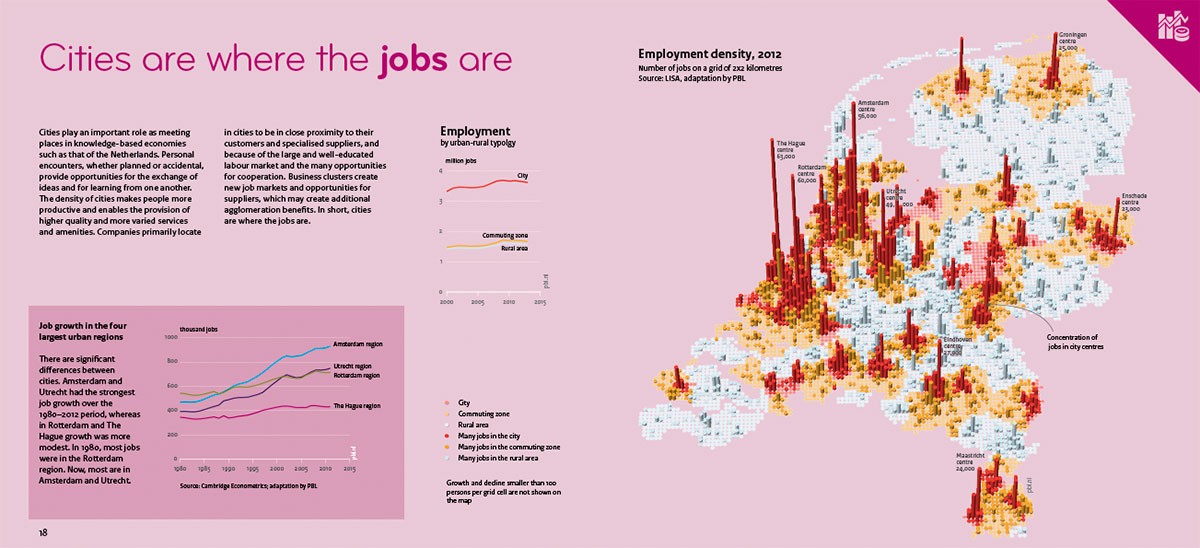 Cities are where the jobs are
Cities play an important role as meeting
places in knowledge-based economies
such as that of the Netherlands. Personal
encounters, whether planned or accidental,
provide opportunities for the exchange of
ideas and for learning from one another.
The density of cities makes people more
productive and enables the provision of
higher quality and more varied services
and amenities. Companies primarily locate
in cities to be in close proximity to their
customers and specialised suppliers, and
because of the large and well-educated
labour market and the many opportunities
for cooperation. Business clusters create
new job markets and opportunities for
suppliers, which may create additional
agglomeration benefits. In short, cities
are where the jobs are.
Employment
by urban-rural typolgy
million jobs
4
City
3
2
Commuting zone
Rural area
1
0
2000 2005 2010 2015
pbl.nl
Job growth in the four
largest urban regions
There are significant
differences between
cities. Amsterdam and
Utrecht had the strongest
job growth over the
1980–2012 period, whereas
in Rotterdam and The
Hague growth was more
modest. In 1980, most jobs
were in the Rotterdam
region. Now, most are in
Amsterdam and Utrecht.
thousand jobs
1000
Amsterdam region
800
Utrecht region
Rotterdam region
600
The Hague region
400
200
0
1980 1985 1990 1995 2000 2005 2010 2015
pbl.nl
Source: Cambridge Econometrics; adaptation by PBL
18
Employment density, 2012
Number of jobs on a grid of 2x2 kilometres
Source: LISA, adaptation by PBL
Groningen
centre
25,000
Amsterdam
centre
56,000
The Hague
centre
63,000
Rotterdam
centre
60,000
Utrecht
centre
Enschede
centre
23,000
Concentration of
jobs in city centres
Eindhoven
centre
27,000
Maastricht
centre
24,000
pbl.nl
City
Commuting zone
Rural area
Many jobs in the city
Many jobs in the commuting zone
Many jobs in the rural area
Growth and decline smaller than 100
persons per grid cell are not shown on
the map